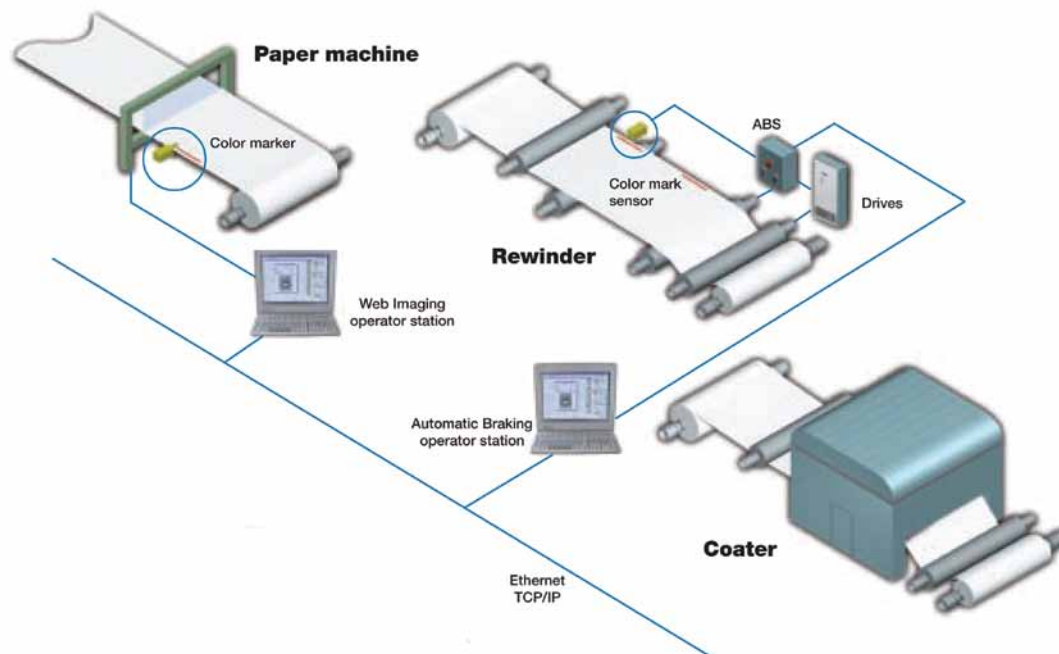 Paper machine
Color marker
ABS
Color mark
sensor
Drives
Rewinder
Web Imaging
operator station
Automatic Braking
operator station
Coater
Ethernet
TCP/IP